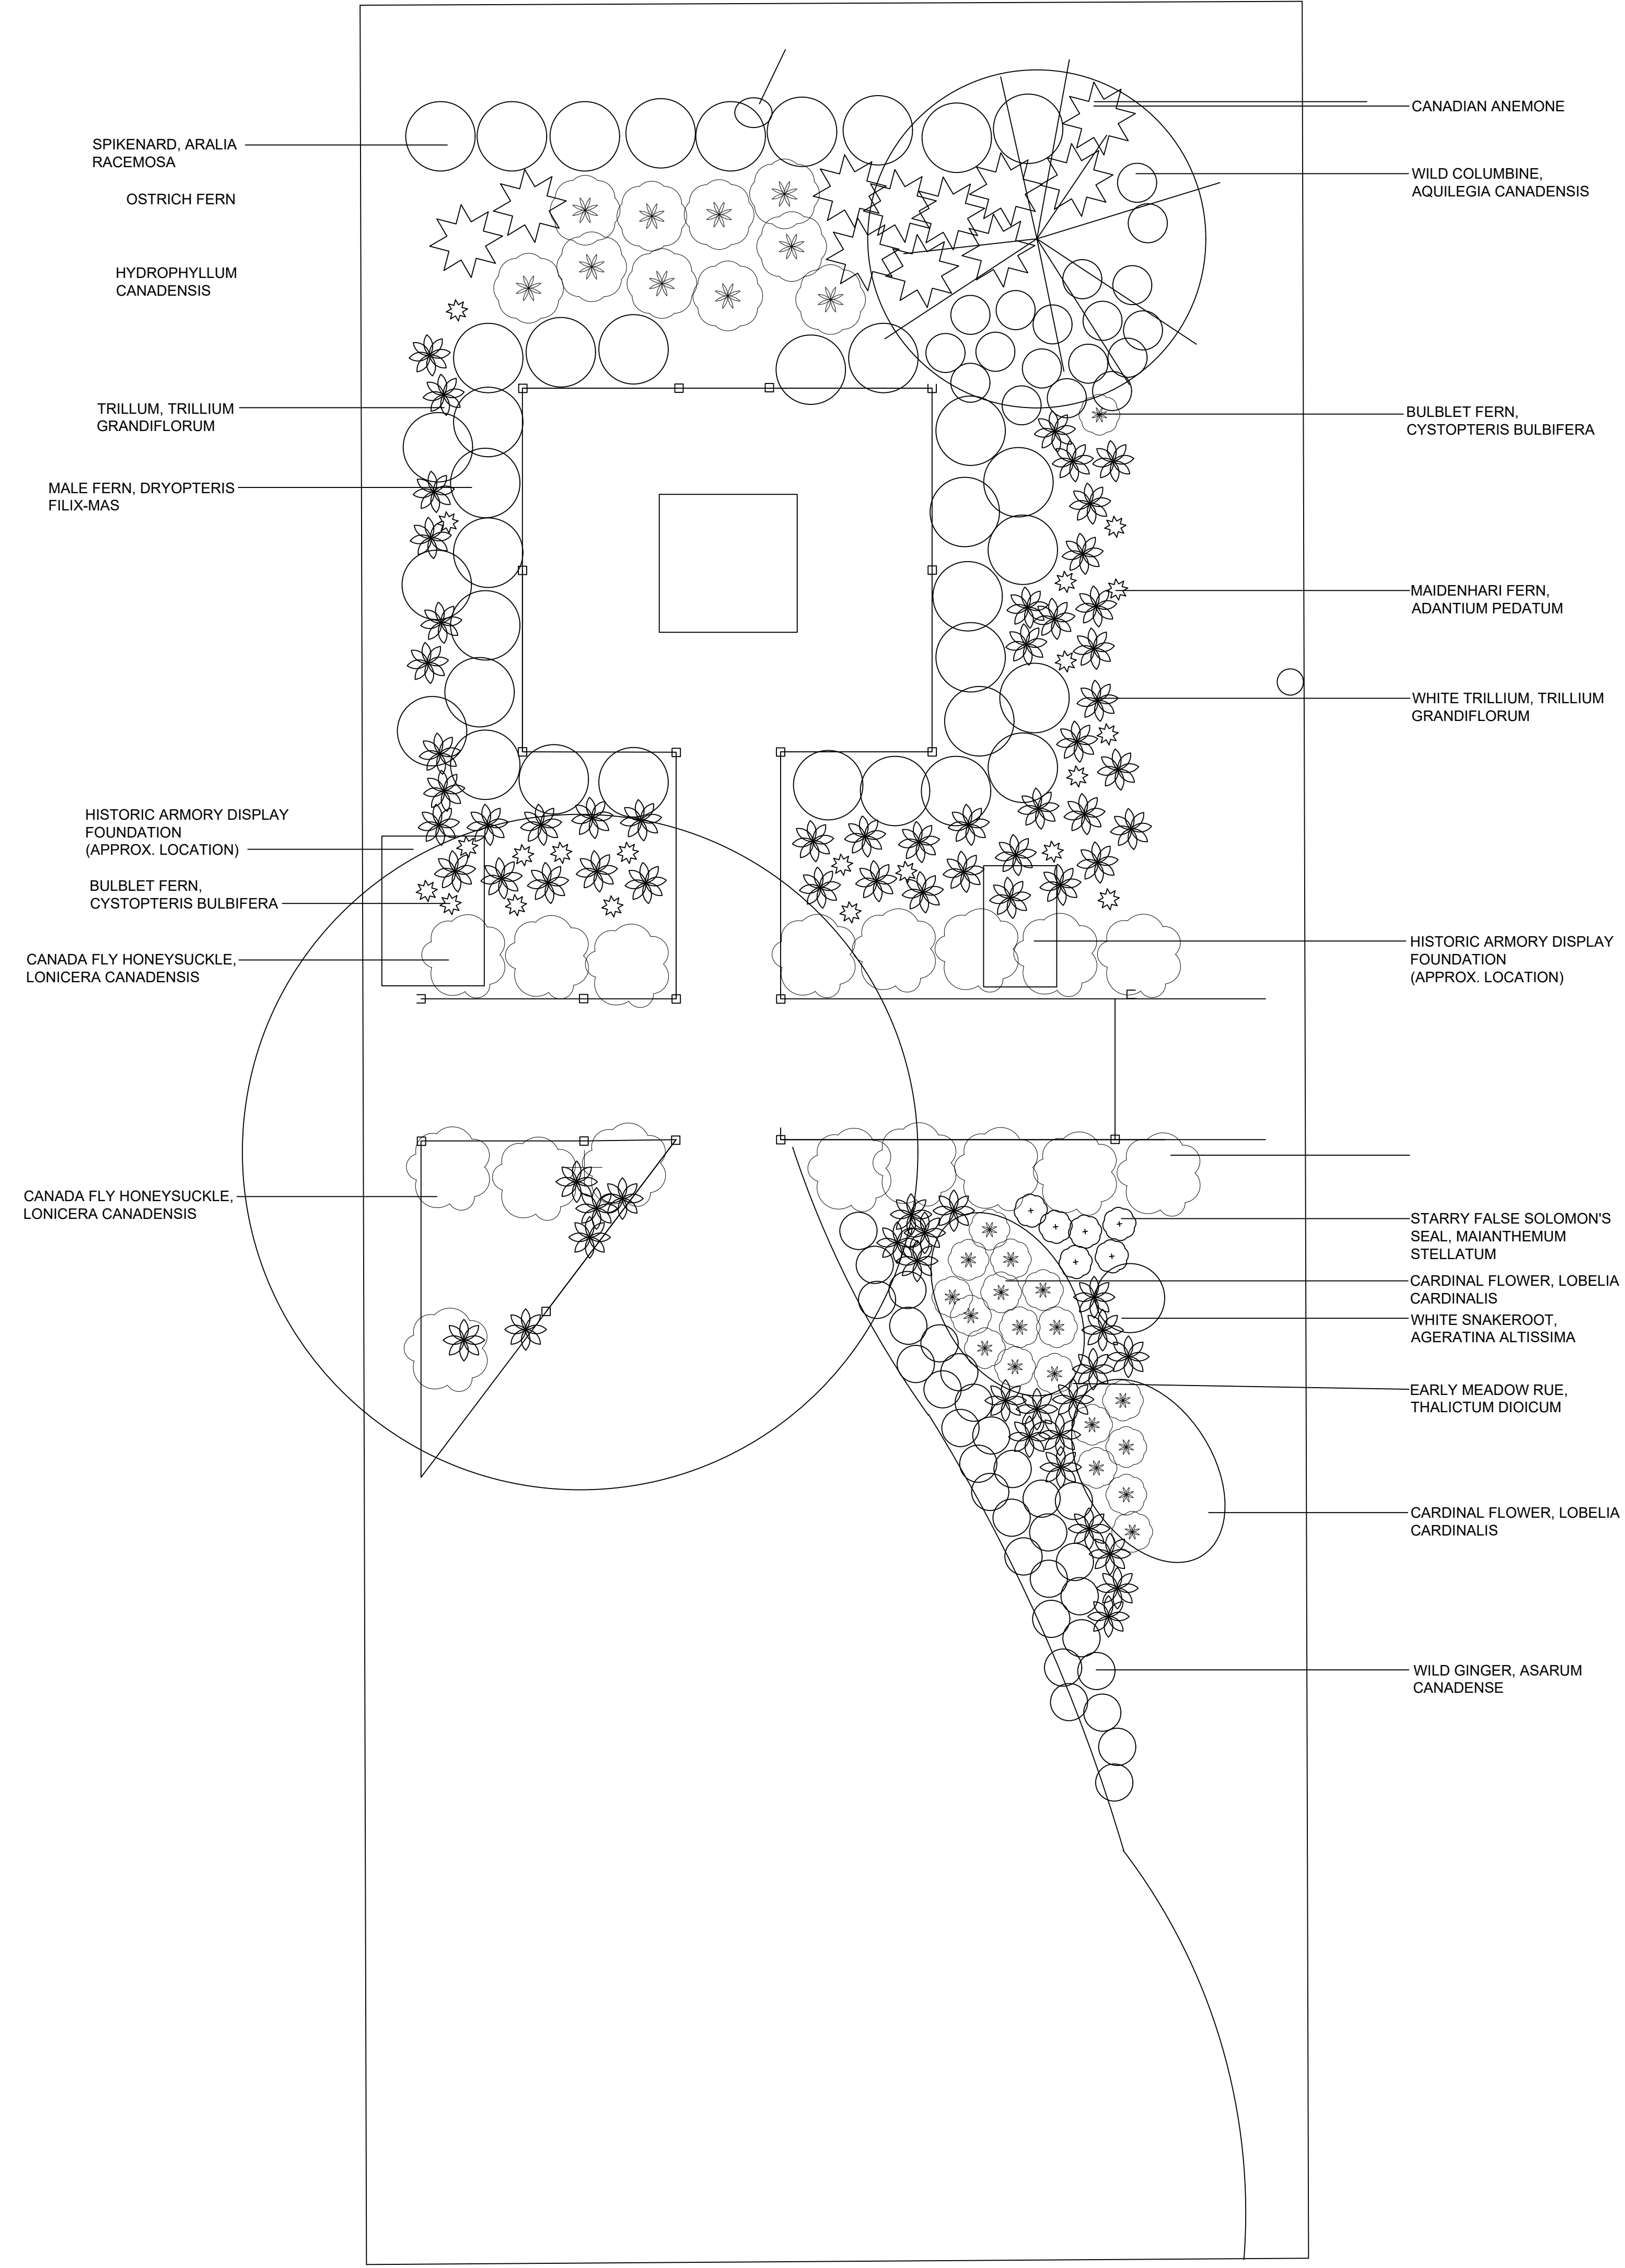 SPIKENARD, ARALIA
RACEMOSA
OSTRICH FERN
HYDROPHYLLUM
CANADENSIS
TRILLUM, TRILLIUM
GRANDIFLORUM
MALE FERN, DRYOPTERIS
FILIX-MAS
HISTORIC ARMORY DISPLAY
FOUNDATION
(APPROX. LOCATION)
BULBLET FERN,
CYSTOPTERIS BULBIFERA
CANADA FLY HONEYSUCKLE,
LONICERA CANADENSIS
CANADA FLY HONEYSUCKLE,
LONICERA CANADENSIS
CANADIAN ANEMONE
WILD COLUMBINE,
AQUILEGIA CANADENSIS
BULBLET FERN,
CYSTOPTERIS BULBIFERA
MAIDENHARI FERN,
ADANTIUM PEDATUM
WHITE TRILLIUM, TRILLIUM
GRANDIFLORUM
HISTORIC ARMORY DISPLAY
FOUNDATION
(APPROX. LOCATION)
STARRY FALSE SOLOMON'S
SEAL, MAIANTHEMUM
STELLATUM
CARDINAL FLOWER, LOBELIA
CARDINALIS
WHITE SNAKEROOT,
AGERATINA ALTISSIMA
EARLY MEADOW RUE,
THALICTUM DIOICUM
CARDINAL FLOWER, LOBELIA
CARDINALIS
WILD GINGER, ASARUM
CANADENSE